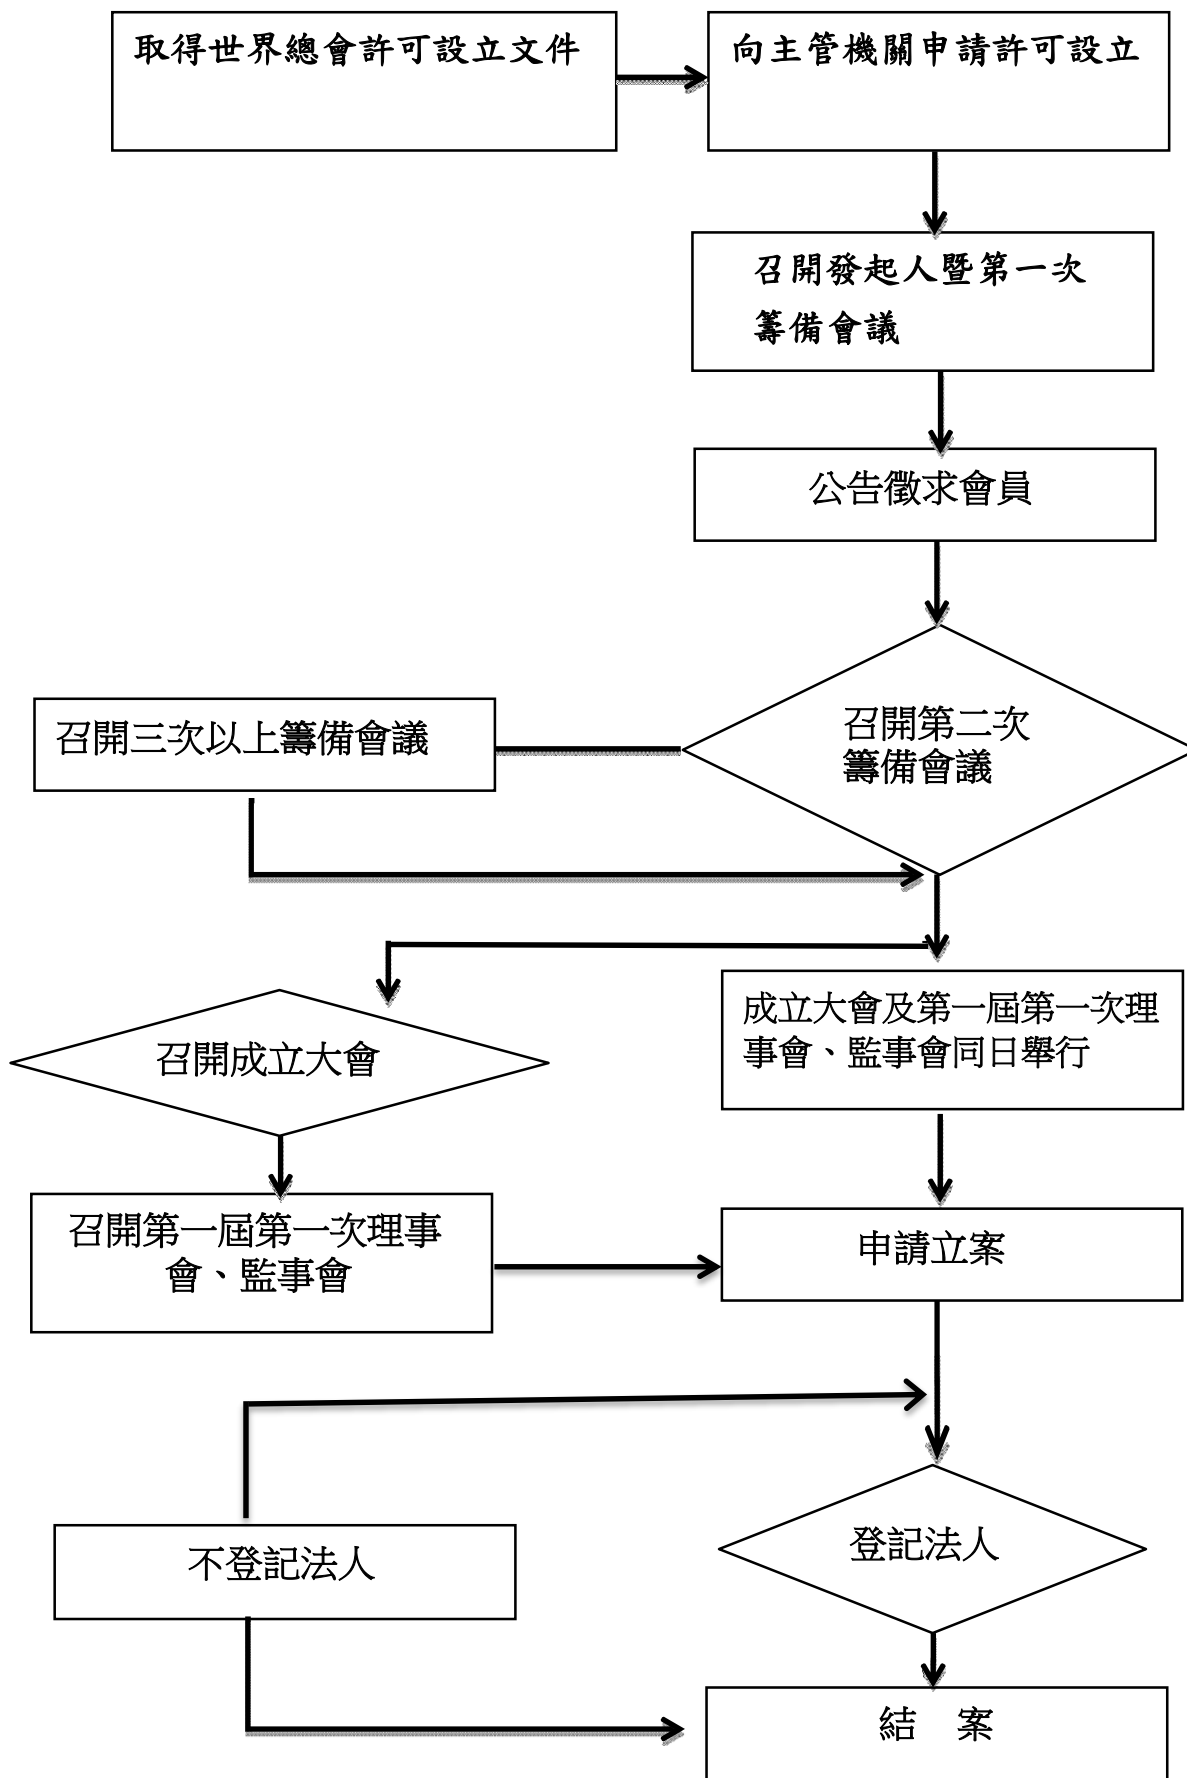 取得世界總會許可設立文件
向主管機關申請許可設立
召開發起人暨第一次
籌備會議
公告徵求會員
召開三次以上籌備會議
召開第二次
籌備會議
召開成立大會
成立大會及第一屆第一次理
事會、監事會同日舉行
召開第一屆第一次理事
會、監事會
申請立案
不登記法人
登記法人
結　案